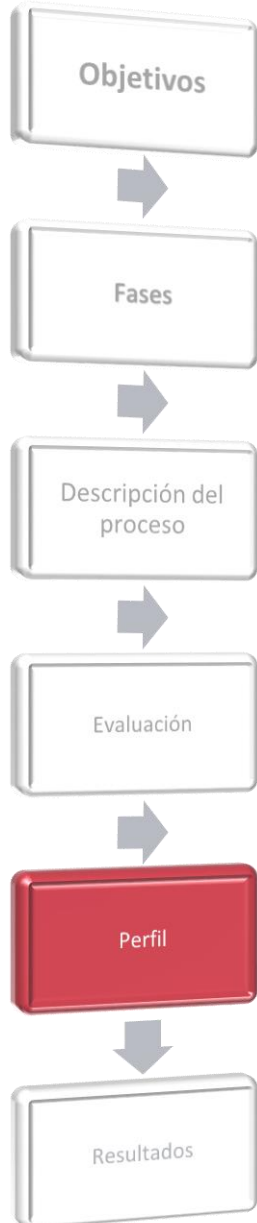 Objetivos
Fases
Descripción del
proceso
Evaluación
Perfil
Resultados